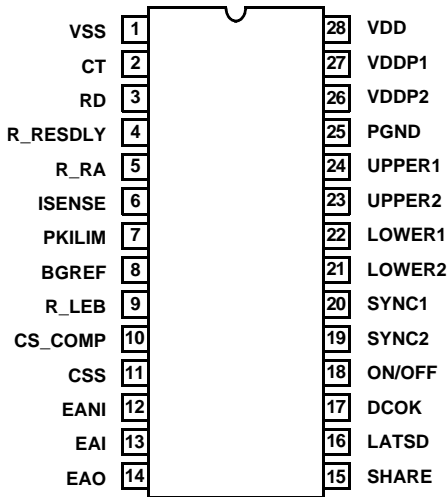 VSS 1 28 VDD
CT 2 27 VDDP1
RD 3 26 VDDP2
R_RESDLY 4 25 PGND
R_RA 5 24 UPPER1
ISENSE 6 23 UPPER2
PKILIM 7 22 LOWER1
BGREF 8 21 LOWER2
R_LEB 9 20 SYNC1
CS_COMP 10 19 SYNC2
CSS 11 18 ON/OFF
EANI 12 17 DCOK
EAI 13 16 LATSD
EAO 14 15 SHARE